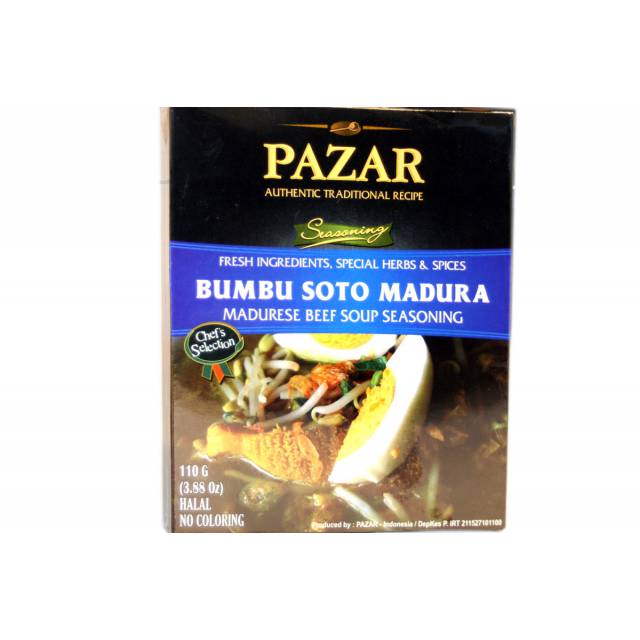 PAZAR
AUTHENTIC TRADITIONAL RECIPE
Seasoning
FRESH INGREDIENTS, SPECIAL HERBS & SPICES
BUMBU SOTO MADURA
MADURESE BEEF SOUP SEASONING
Chef's
Selection
110 G
(3.88 Oz)
HALAL
NO COLORING
Produced by : PAZAR - Indonesia / DepKes P. IRT 211527101100